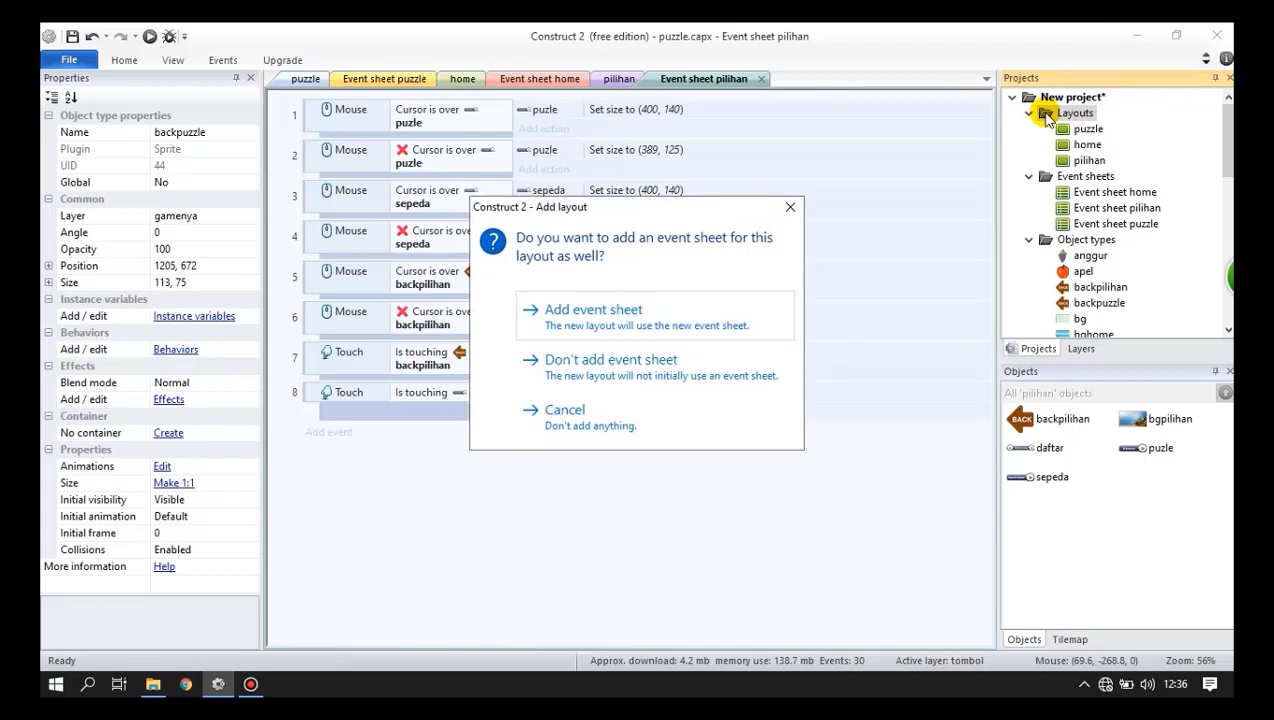 Construct 2 (free edition) - puzle.capx - Event sheet pilihan
File
Home
View
Events
Upgrade
Properties
Object type properties
Name backpuzzle
Plugin Sprite
UID 44
Global No
Common
Layer gamenya
Angle 0
Opacity 100
Position 1205, 672
Size 113, 75
Instance variables
Add / edit Instance variables
Behaviors
Add / edit Behaviors
Effects
Blend mode Normal
Add / edit Effects
Container
No container Create
Properties
Animations Edit
Size Make 1:1
Initial visibility Visible
Initial animation Default
Initial frame 0
Collisions Enabled
More information Help
puzzle
Event sheet puzzle
home
Event sheet home
pilihan
Event sheet pilihan
1 Mouse Cursor is over puzle puzle Set size to (400, 140)
Add action
2 Mouse Cursor is over puzle puzle Set size to (389, 125)
Add action
3 Mouse Cursor is over sepeda sepeda Set size to (400, 140)
4 Mouse Cursor is over sepeda
5 Mouse Cursor is over backpilihan
6 Mouse Cursor is over backpilihan
7 Touch Is touching backpilihan
8 Touch Is touching
Add event
Construct 2 - Add layout
Do you want to add an event sheet for this
layout as well?
Add event sheet
The new layout will use the new event sheet.
Don't add event sheet
The new layout will not initially use an event sheet.
Cancel
Don't add anything.
Projects
New project*
Layouts
puzzle
home
pilihan
Event sheets
Event sheet home
Event sheet pilihan
Event sheet puzzle
Object types
anggur
apel
backpilihan
backpuzzle
bg
bghome
Projects
Layers
Objects
All 'pilihan' objects
BACK backpilihan
bgpilihan
daftar
puzle
sepeda
Objects
Tilemap
Ready
Approx. download: 4.2 mb memory use: 138.7 mb Events: 30
Active layer: tombol
Mouse: (69.6, -268.8, 0)
Zoom: 56%
12:36